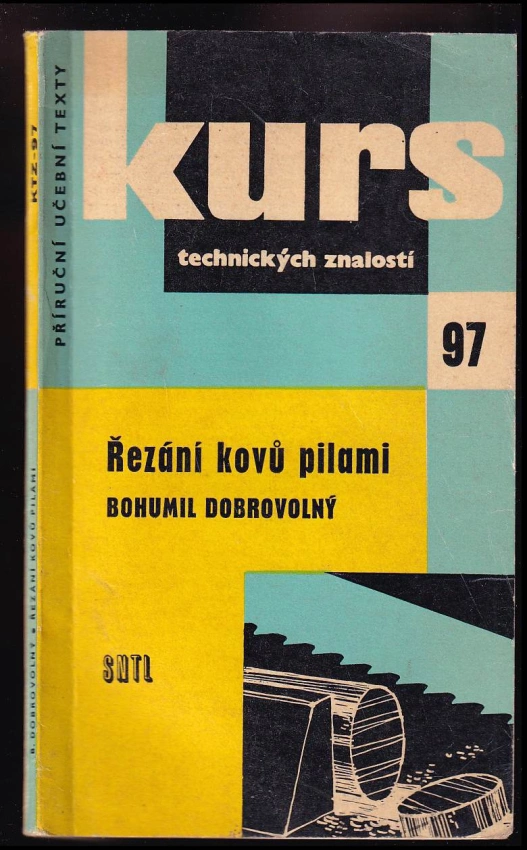 kurs
technických znalostí
97
Řezání kovů pilami
BOHUMIL DOBROVOLNÝ
SNTL
PŘÍRUČNÍ UČEBNÍ TEXTY
KTZ-97
B. DOBROVOLNÝ • ŘEZÁNÍ KOVŮ PILAMI